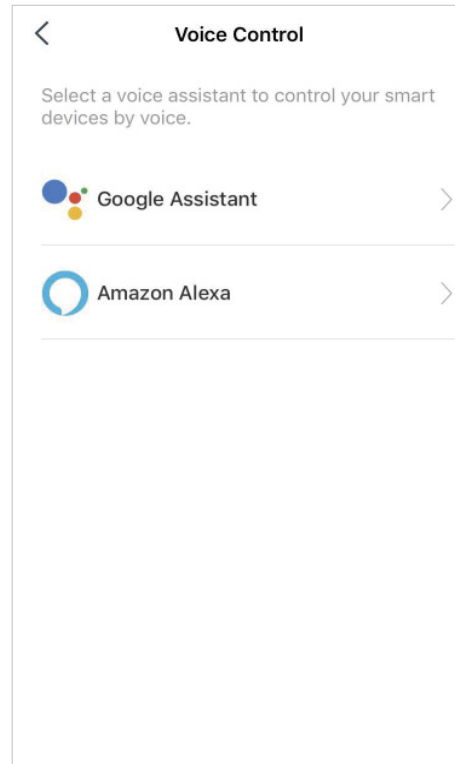 Voice Control
Select a voice assistant to control your smart
devices by voice.
Google Assistant
Amazon Alexa